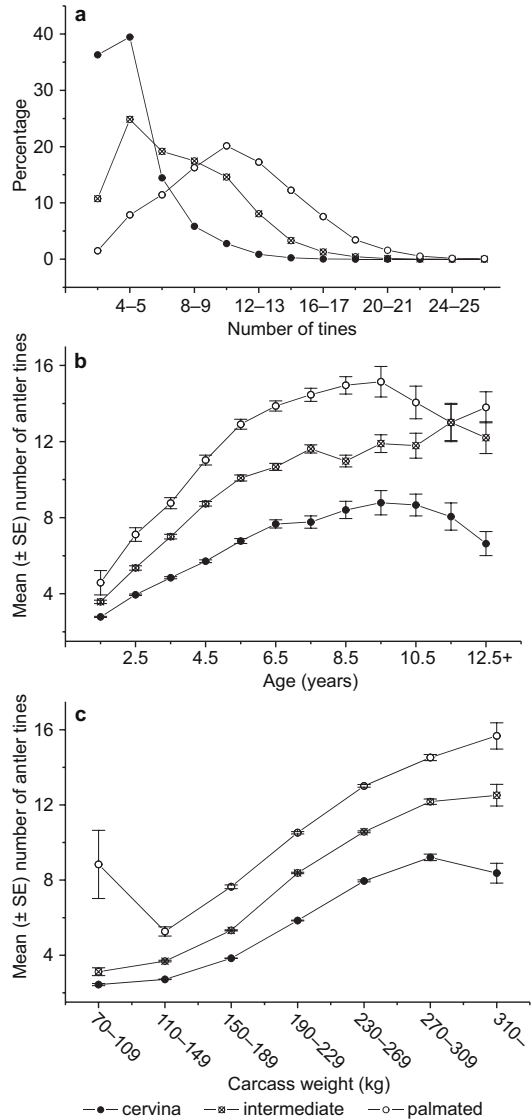 a
40
30
20
10
0
Percentage
4–5 8–9 12–13 16–17 20–21 24–25
Number of tines
b
16
12
8
4
Mean (± SE) number of antler tines
2.5 4.5 6.5 8.5 10.5 12.5+
Age (years)
c
16
12
8
4
Mean (± SE) number of antler tines
70–109 110–149 150–189 190–229 230–269 270–309 310–
Carcass weight (kg)
cervina intermediate palmated